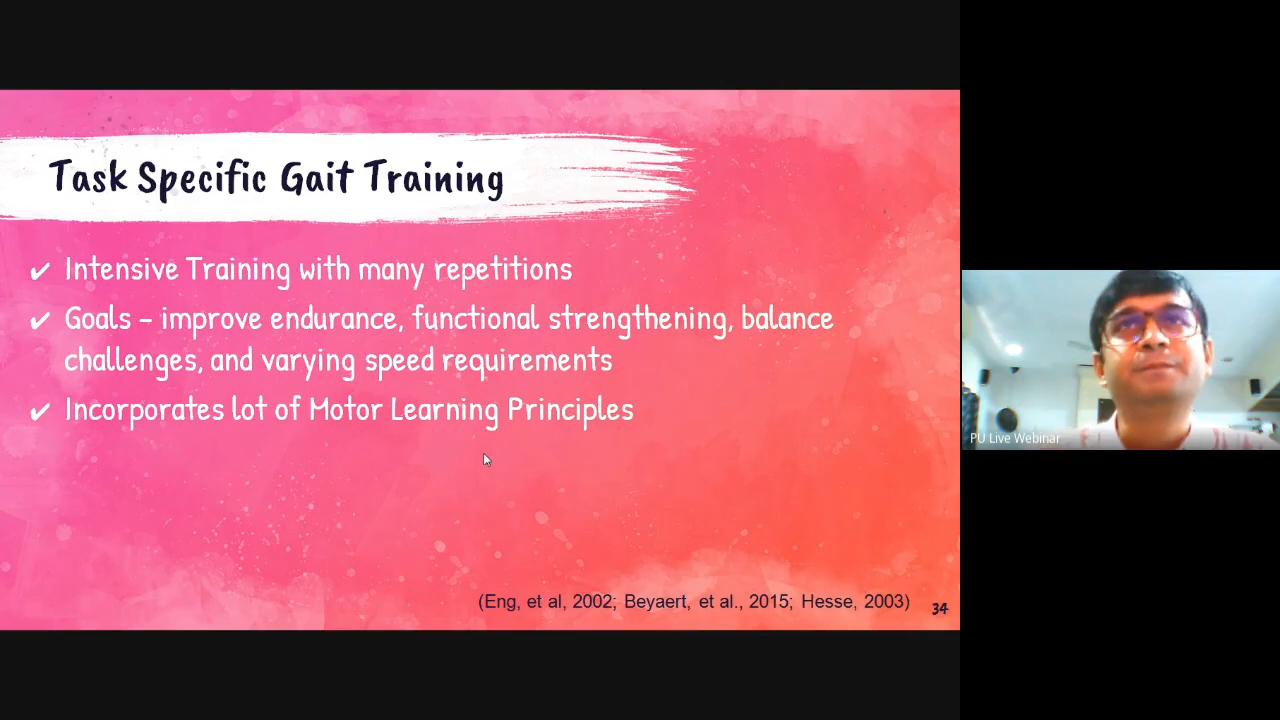 Task Specific Gait Training
✔ Intensive Training with many repetitions
✔ Goals – improve endurance, functional strengthening, balance
challenges, and varying speed requirements
✔ Incorporates lot of Motor Learning Principles
(Eng, et al, 2002; Beyaert, et al., 2015; Hesse, 2003)
34
PU Live Webinar